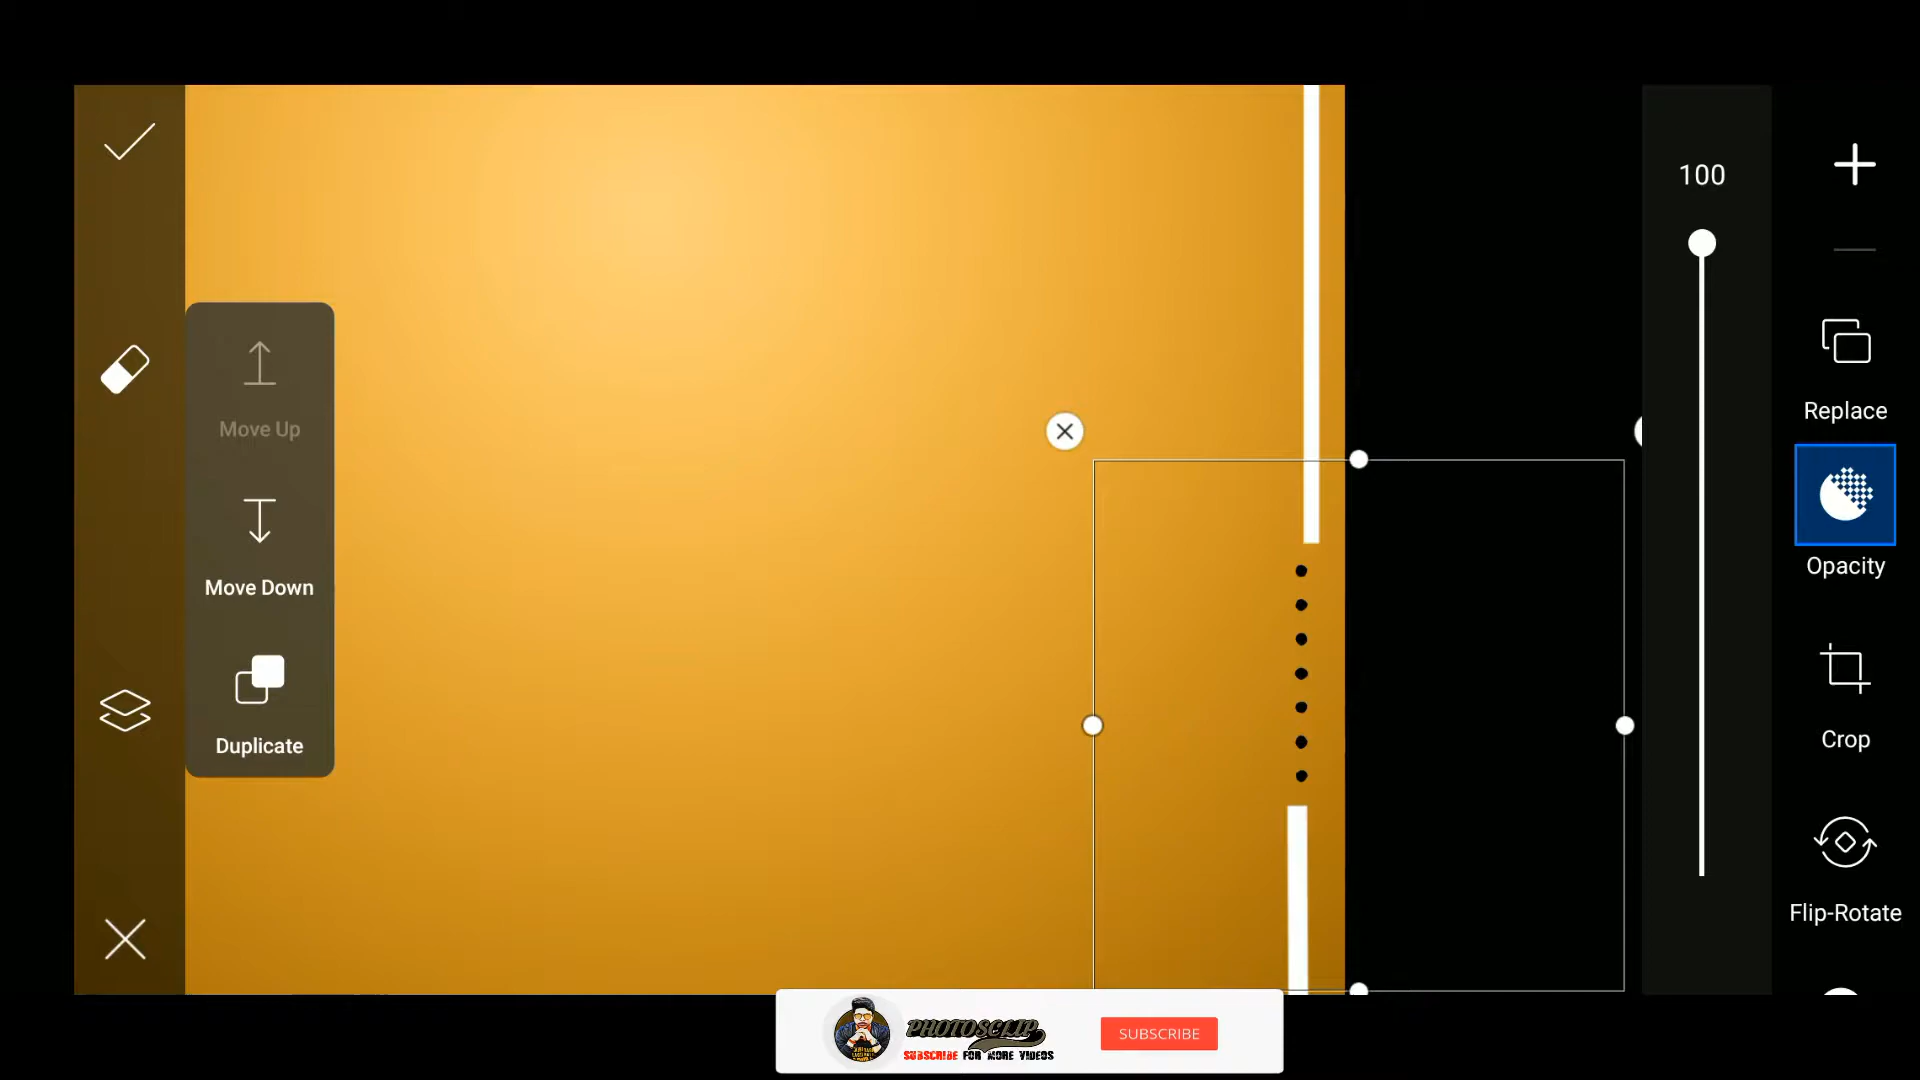 100
Replace
Opacity
Crop
Flip-Rotate
Move Up
Move Down
Duplicate
PHOTOSCLIP
SUBSCRIBE FOR MORE VIDEOS
SUBSCRIBE